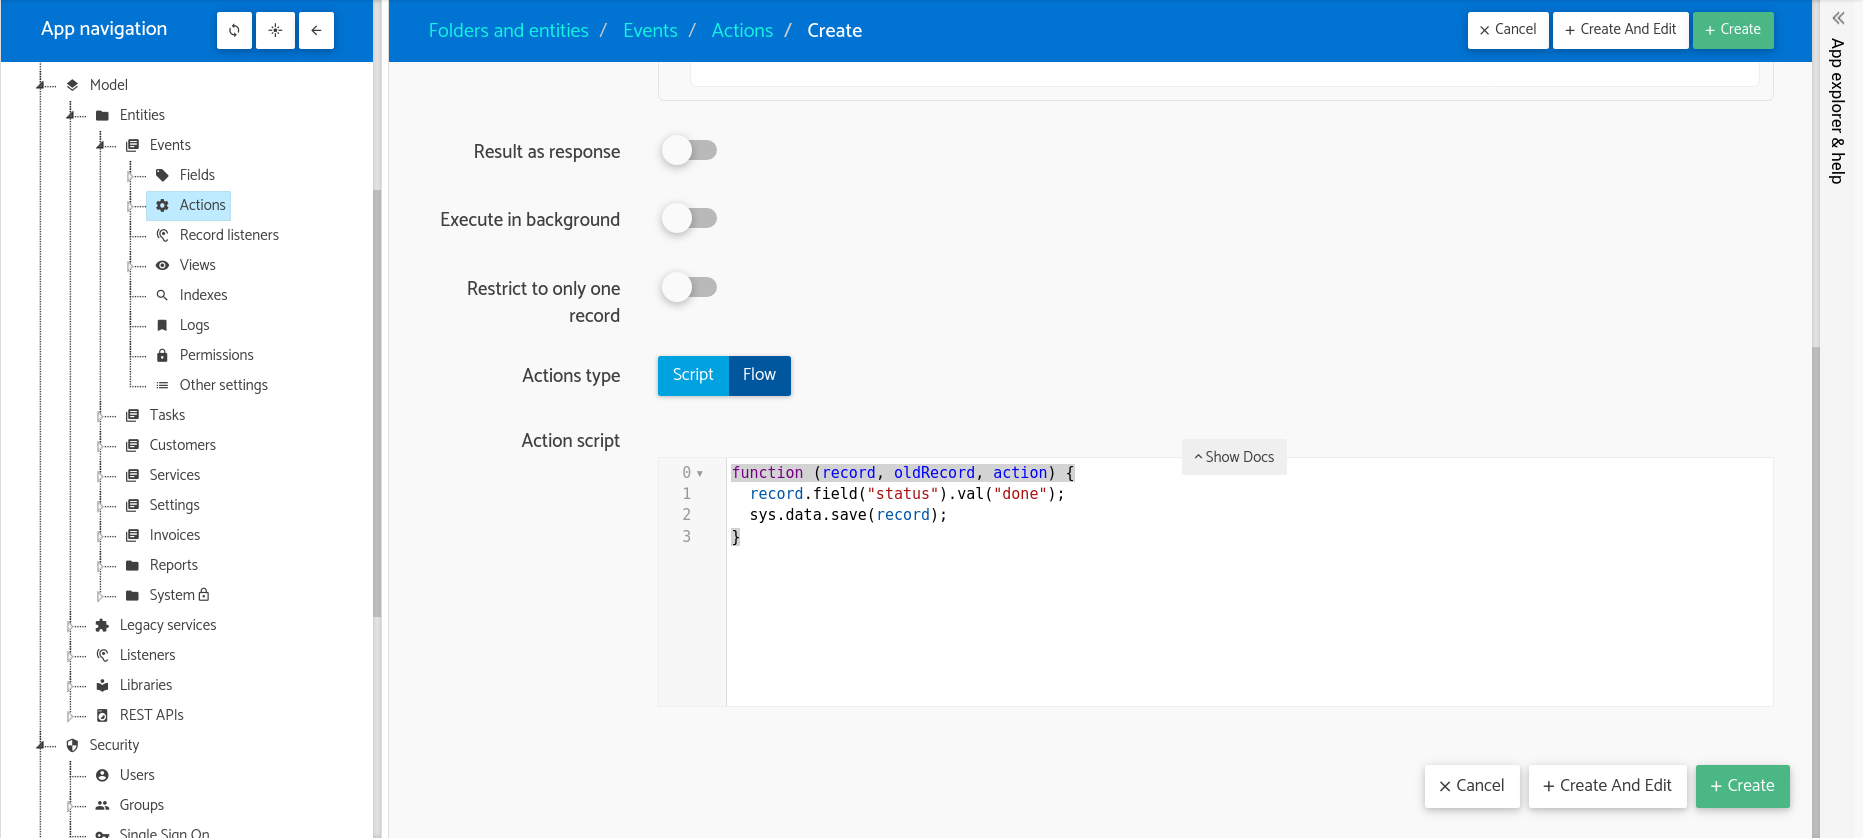 App navigation
Folders and entities / Events / Actions / Create
Cancel
Create And Edit
Create
App explorer & help
Model
Entities
Events
Fields
Actions
Record listeners
Views
Indexes
Logs
Permissions
Other settings
Tasks
Customers
Services
Settings
Invoices
Reports
System
Legacy services
Listeners
Libraries
REST APIs
Security
Users
Groups
Single Sign On
Result as response
Execute in background
Restrict to only one
record
Actions type
Script
Flow
Action script
Show Docs
0 function (record, oldRecord, action) {
1 record.field("status").val("done");
2 sys.data.save(record);
3 }
Cancel
Create And Edit
Create